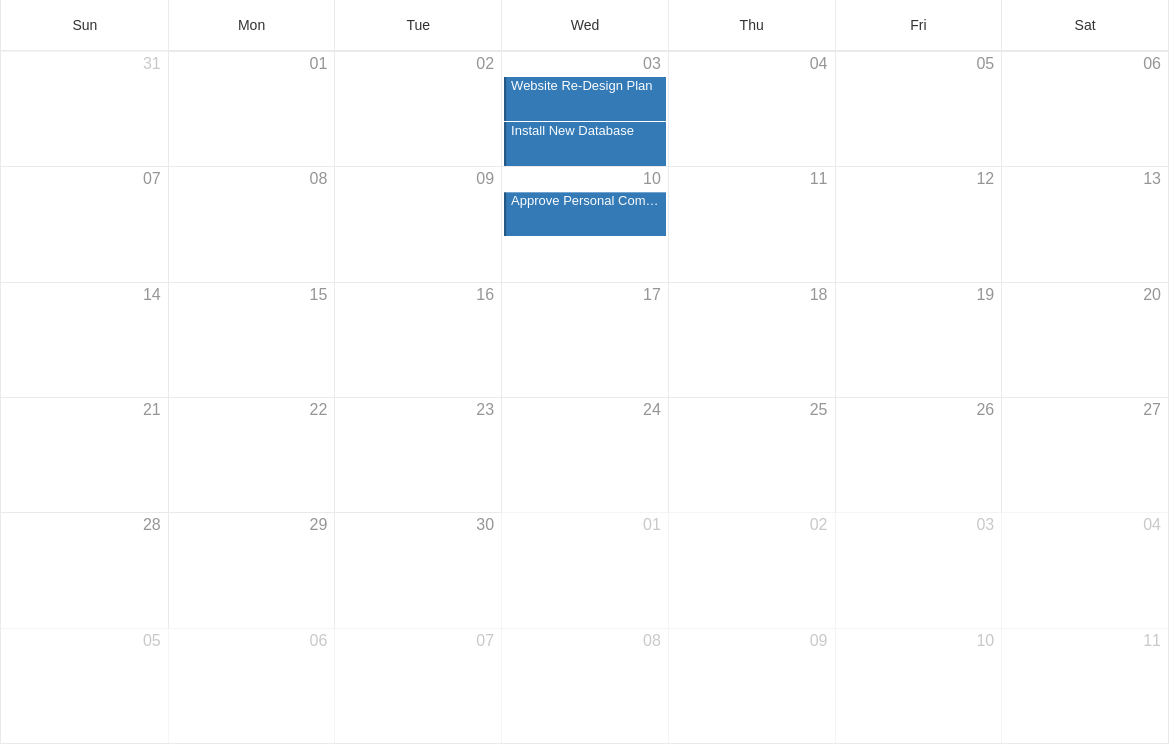 Sun Mon Tue Wed Thu Fri Sat
31 01 02 03 04 05 06
Website Re-Design Plan
Install New Database
07 08 09 10 11 12 13
Approve Personal Com…
14 15 16 17 18 19 20
21 22 23 24 25 26 27
28 29 30 01 02 03 04
05 06 07 08 09 10 11